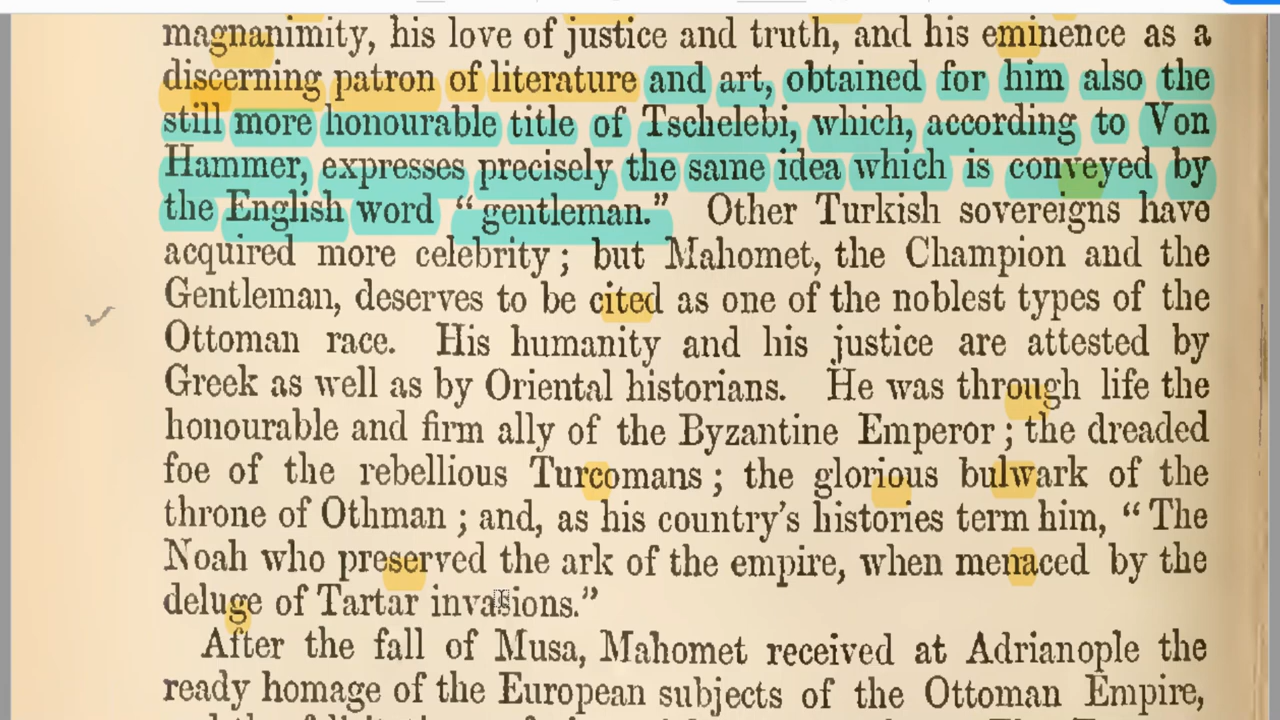 magnanimity, his love of justice and truth, and his eminence as a
discerning patron of literature and art, obtained for him also the
still more honourable title of Tschelebi, which, according to Von
Hammer, expresses precisely the same idea which is conveyed by
the English word “gentleman.” Other Turkish sovereigns have
acquired more celebrity; but Mahomet, the Champion and the
Gentleman, deserves to be cited as one of the noblest types of the
Ottoman race. His humanity and his justice are attested by
Greek as well as by Oriental historians. He was through life the
honourable and firm ally of the Byzantine Emperor; the dreaded
foe of the rebellious Turcomans; the glorious bulwark of the
throne of Othman; and, as his country’s histories term him, “The
Noah who preserved the ark of the empire, when menaced by the
deluge of Tartar invasions.”
After the fall of Musa, Mahomet received at Adrianople the
ready homage of the European subjects of the Ottoman Empire,